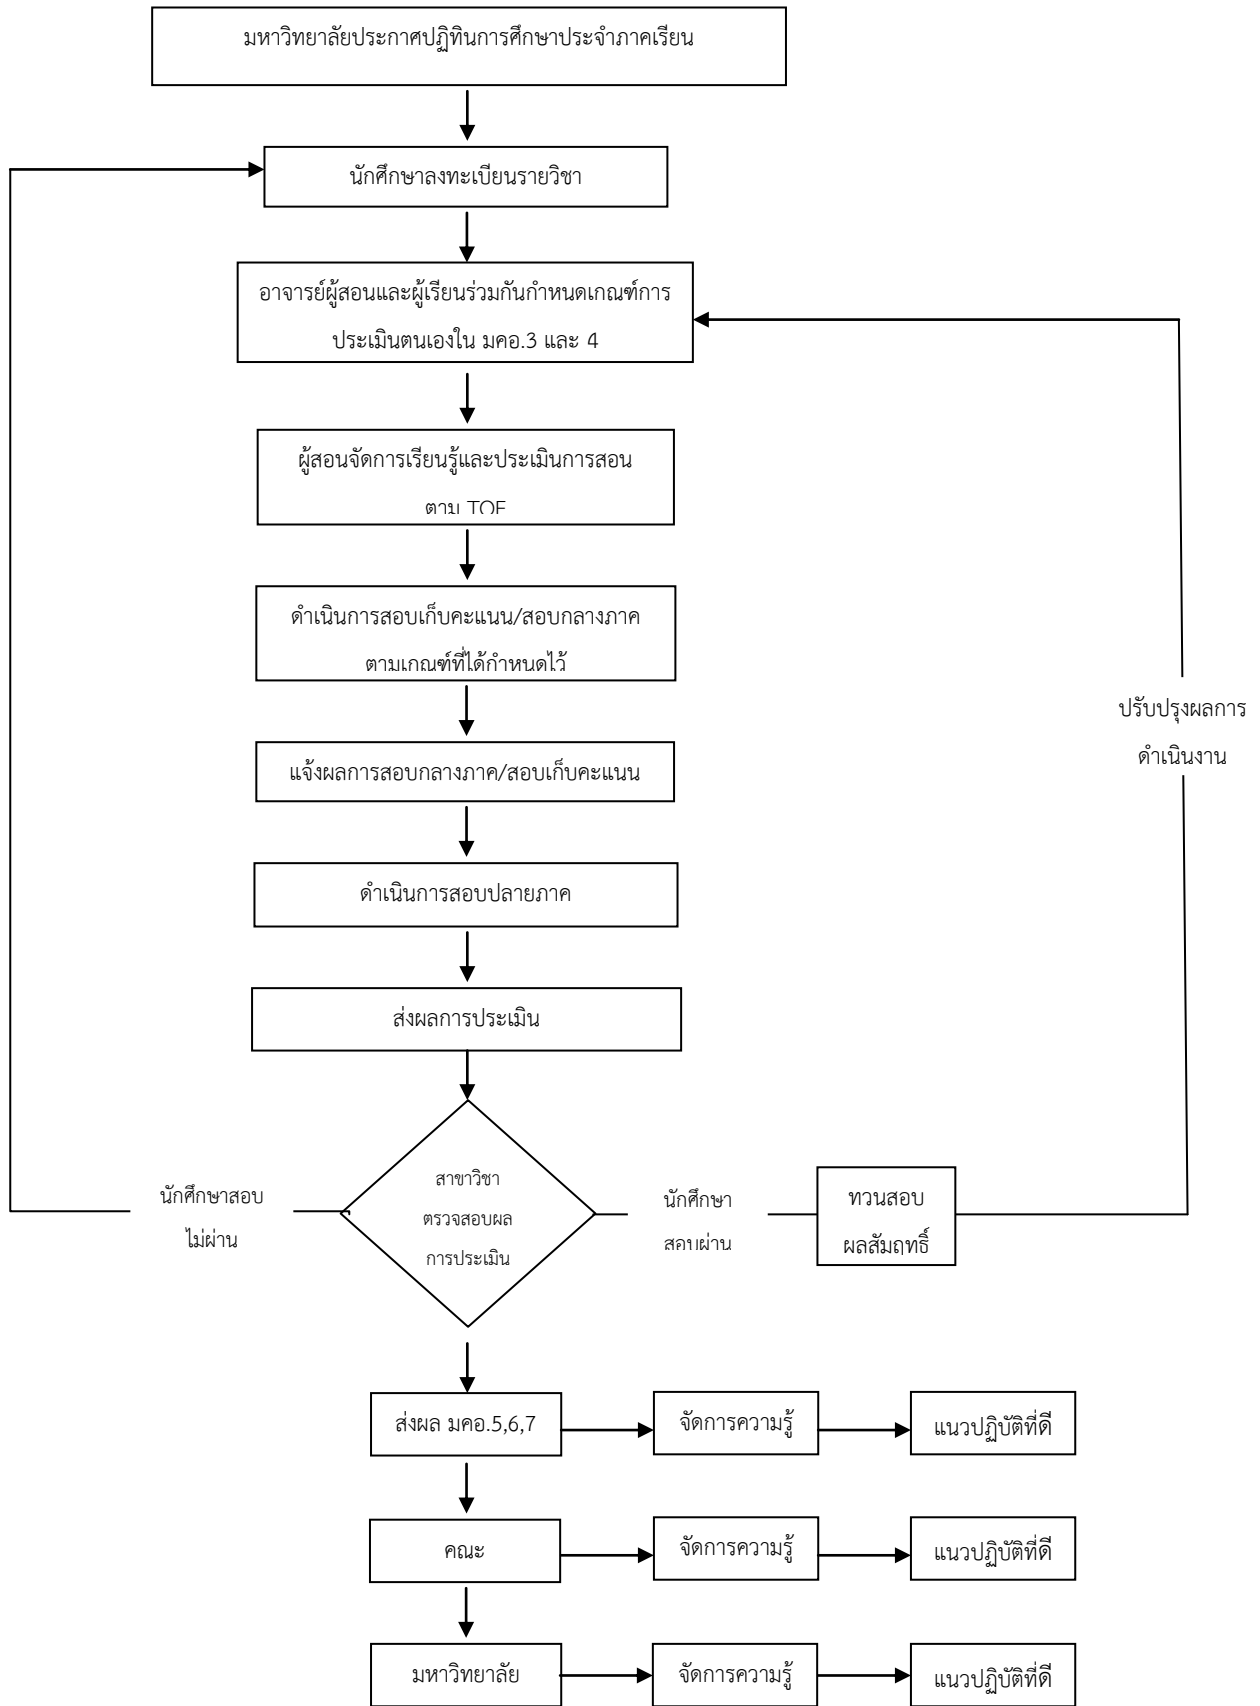 มหาวิทยาลัยประกาศปฏิทินการศึกษาประจำภาคเรียน
นักศึกษาลงทะเบียนรายวิชา
อาจารย์ผู้สอนและผู้เรียนร่วมกันกำหนดเกณฑ์การ
ประเมินตนเองใน มคอ.3 และ 4
ผู้สอนจัดการเรียนรู้และประเมินการสอน
ตาม TQF
ดำเนินการสอบเก็บคะแนน/สอบกลางภาค
ตามเกณฑ์ที่ได้กำหนดไว้
ปรับปรุงผลการ
ดำเนินงาน
แจ้งผลการสอบกลางภาค/สอบเก็บคะแนน
ดำเนินการสอบปลายภาค
ส่งผลการประเมิน
นักศึกษาสอบ
ไม่ผ่าน
สาขาวิชา
ตรวจสอบผล
การประเมิน
นักศึกษา
สอบผ่าน
ทวนสอบ
ผลสัมฤทธิ์
ส่งผล มคอ.5,6,7
จัดการความรู้
แนวปฏิบัติที่ดี
คณะ
จัดการความรู้
แนวปฏิบัติที่ดี
มหาวิทยาลัย
จัดการความรู้
แนวปฏิบัติที่ดี